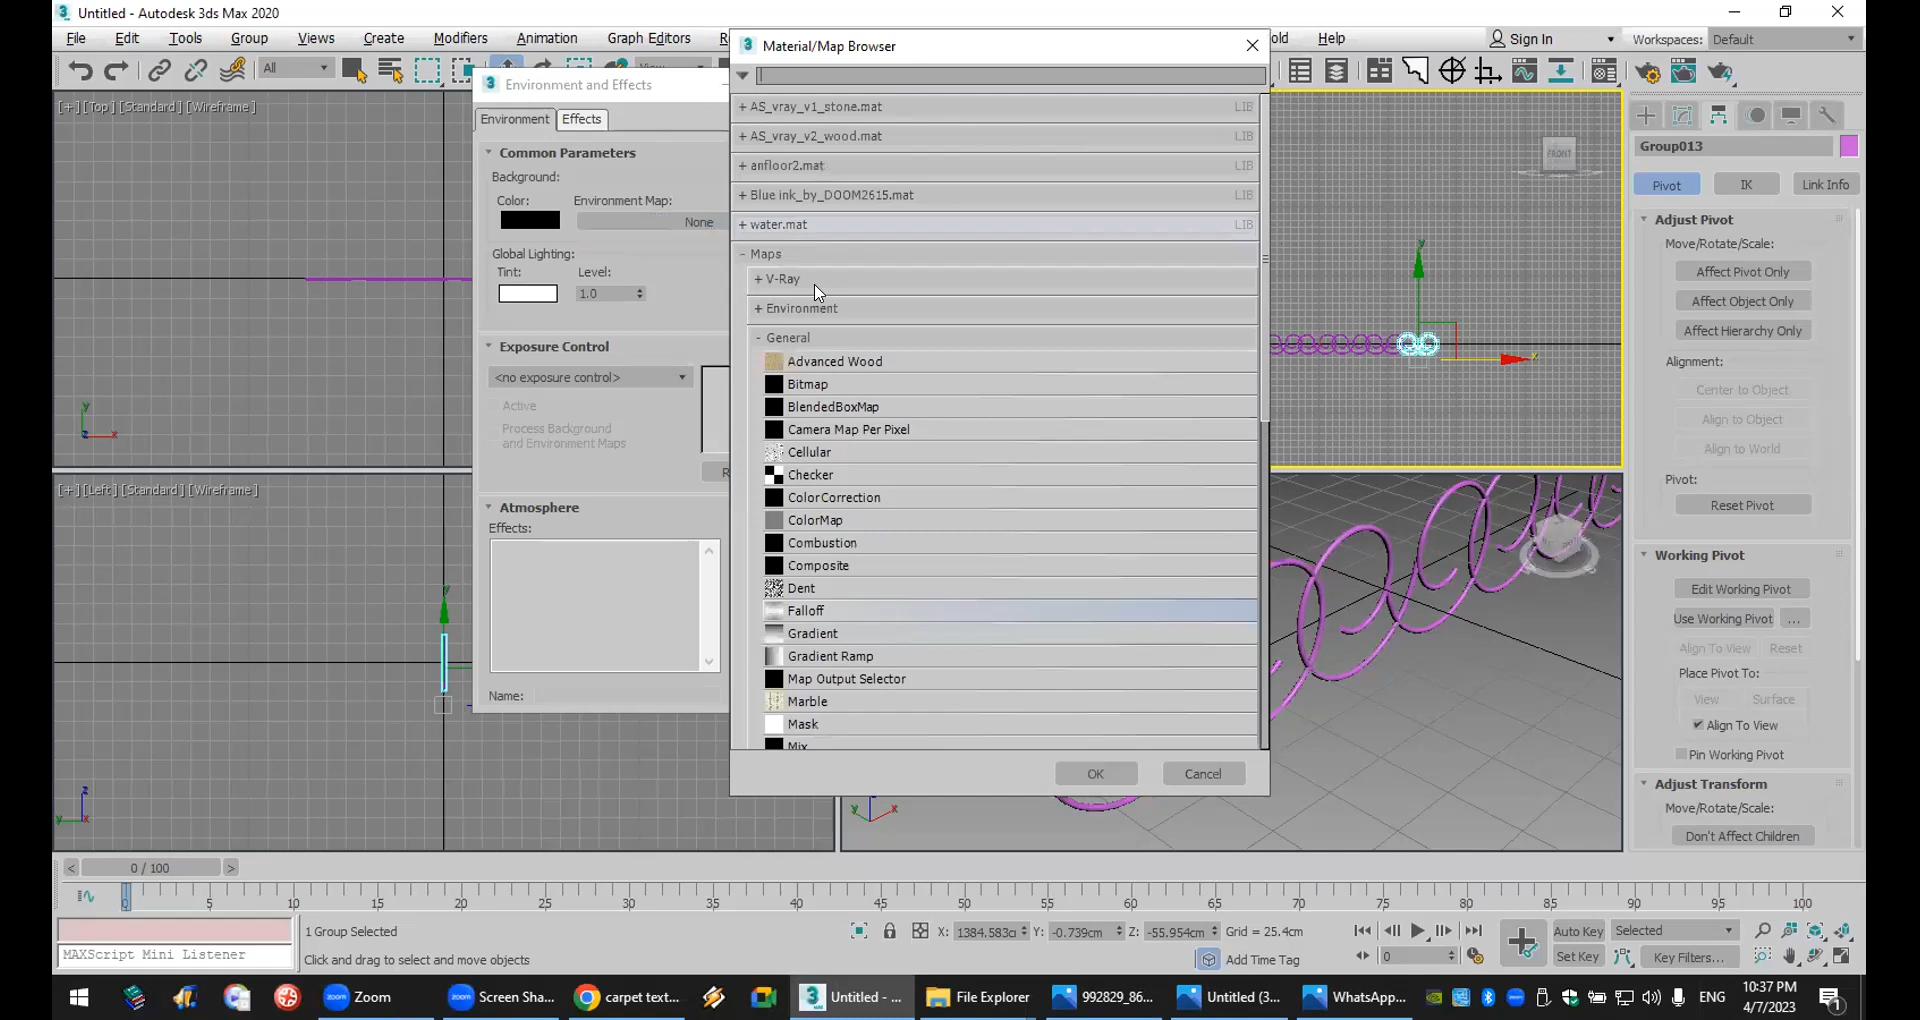 Untitled - Autodesk 3ds Max 2020
File Edit Tools Group Views Create Modifiers Animation Graph Editors
Help Sign In Workspaces: Default
All
[+] [Top] [Standard] [Wireframe]
Environment and Effects
Environment Effects
Common Parameters
Background:
Color: Environment Map:
None
Global Lighting:
Tint: Level:
1.0
Exposure Control
<no exposure control>
Active
Process Background
and Environment Maps
Atmosphere
Effects:
Name:
Material/Map Browser
+ AS_vray_v1_stone.mat LIB
+ AS_vray_v2_wood.mat LIB
+ anfloor2.mat LIB
+ Blue ink_by_DOOM2615.mat LIB
+ water.mat LIB
- Maps
+ V-Ray
+ Environment
- General
Advanced Wood
Bitmap
BlendedBoxMap
Camera Map Per Pixel
Cellular
Checker
ColorCorrection
ColorMap
Combustion
Composite
Dent
Falloff
Gradient
Gradient Ramp
Map Output Selector
Marble
Mask
Mix
OK Cancel
FRONT
y
x
[+] [Left] [Standard] [Wireframe]
Group013
Pivot IK Link Info
Adjust Pivot
Move/Rotate/Scale:
Affect Pivot Only
Affect Object Only
Affect Hierarchy Only
Alignment:
Center to Object
Align to Object
Align to World
Pivot:
Reset Pivot
Working Pivot
Edit Working Pivot
Use Working Pivot ...
Align To View Reset
Place Pivot To:
View Surface
Align To View
Pin Working Pivot
Adjust Transform
Move/Rotate/Scale:
Don't Affect Children
< 0 / 100 >
0 5 10 15 20 25 30 35 40 45 50 55 60 65 70 75 80 85 90 95 100
1 Group Selected
X: 1384.583c Y: -0.739cm Z: -55.954cm Grid = 25.4cm
Auto Key Selected
MAXScript Mini Listener
Click and drag to select and move objects
Add Time Tag
0
Set Key Key Filters...
Zoom
Screen Sha...
carpet text...
Untitled - ...
File Explorer
992829_86...
Untitled (3...
WhatsApp...
ENG
10:37 PM
4/7/2023